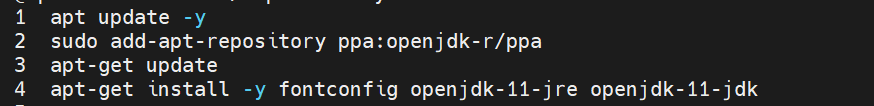 1 apt update -y
2 sudo add-apt-repository ppa:openjdk-r/ppa
3 apt-get update
4 apt-get install -y fontconfig openjdk-11-jre openjdk-11-jdk